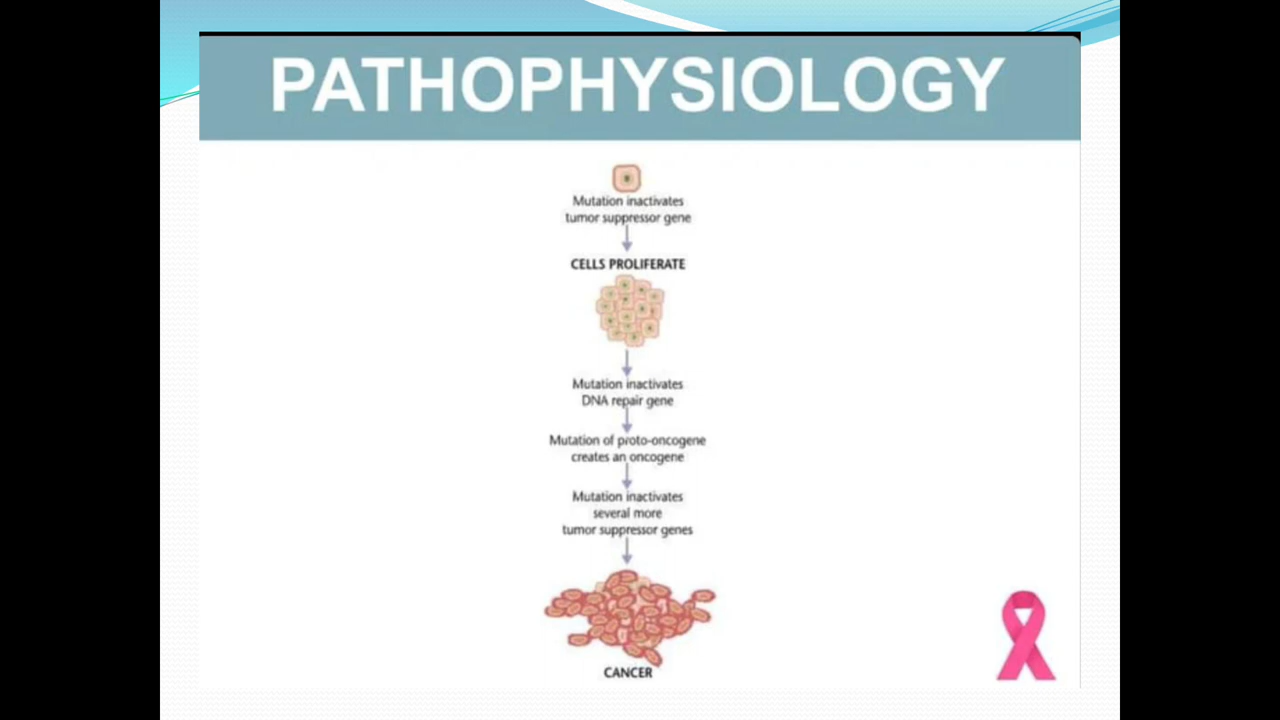 PATHOPHYSIOLOGY
Mutation inactivates
tumor suppressor gene
CELLS PROLIFERATE
Mutation inactivates
DNA repair gene
Mutation of proto-oncogene
creates an oncogene
Mutation inactivates
several more
tumor suppressor genes
CANCER